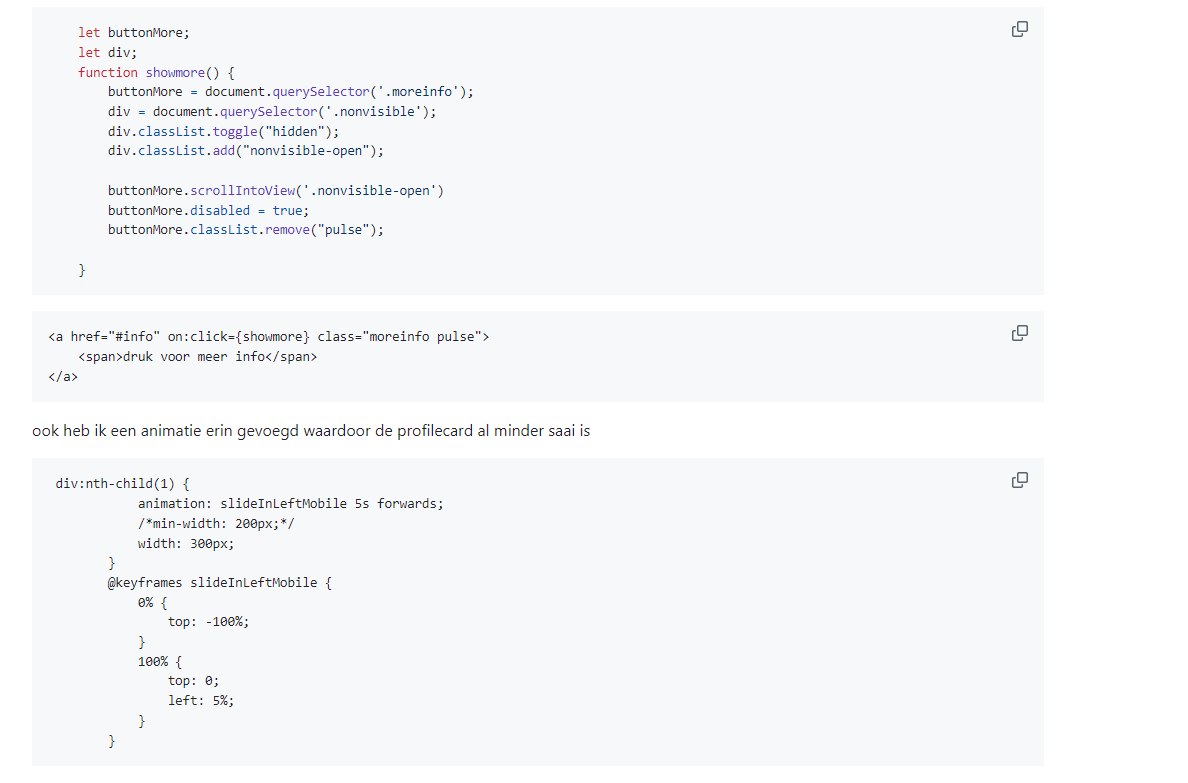 let buttonMore;
let div;
function showmore() {
buttonMore = document.querySelector('.moreinfo');
div = document.querySelector('.nonvisible');
div.classList.toggle("hidden");
div.classList.add("nonvisible-open");
buttonMore.scrollIntoView('.nonvisible-open')
buttonMore.disabled = true;
buttonMore.classList.remove("pulse");
}
<a href="#info" on:click={showmore} class="moreinfo pulse">
<span>druk voor meer info</span>
</a>
ook heb ik een animatie erin gevoegd waardoor de profilecard al minder saai is
div:nth-child(1) {
animation: slideInLeftMobile 5s forwards;
/*min-width: 200px;*/
width: 300px;
}
@keyframes slideInLeftMobile {
0% {
top: -100%;
}
100% {
top: 0;
left: 5%;
}
}